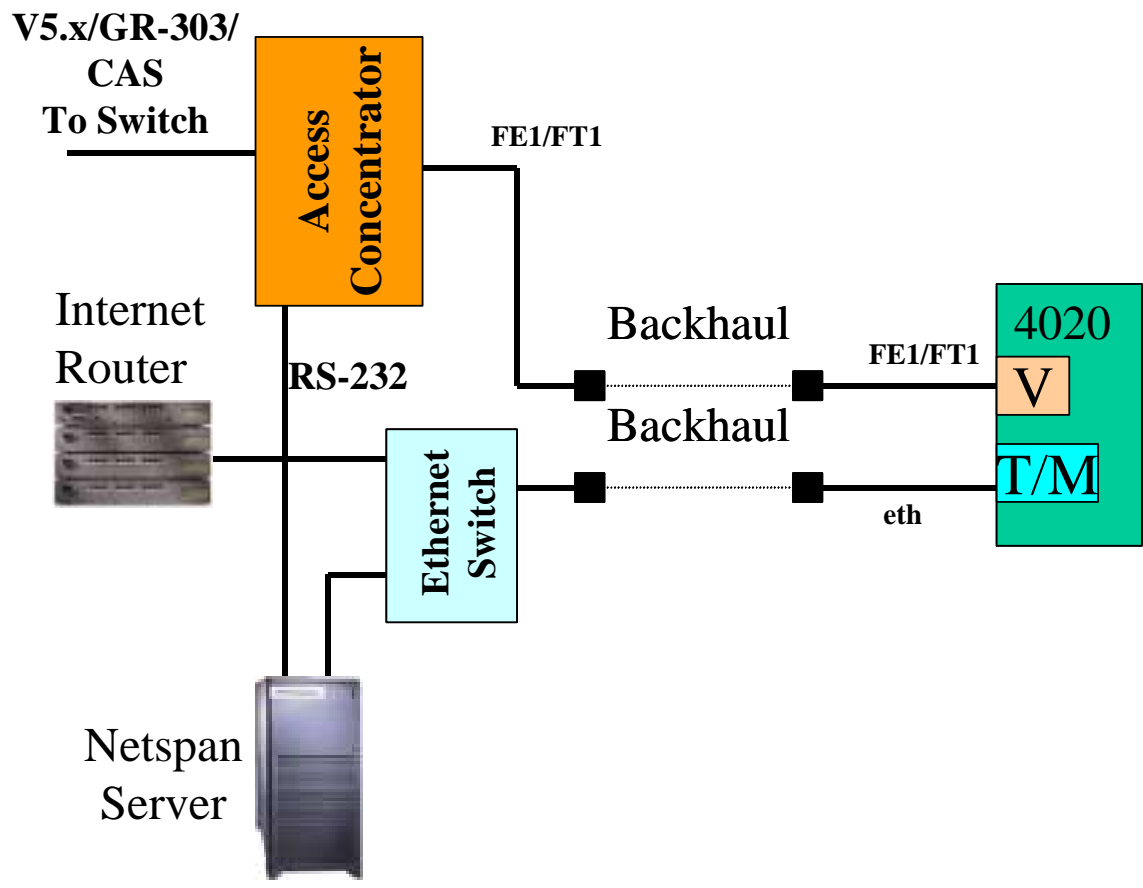 V5.x/GR-303/
CAS
To Switch
Access
Concentrator
FE1/FT1
Internet
Router
RS-232
Backhaul
FE1/FT1
4020
V
Backhaul
T/M
eth
Ethernet
Switch
Netspan
Server